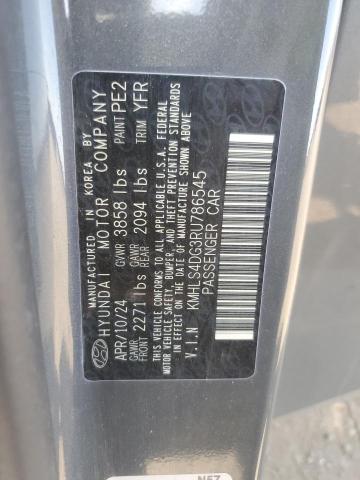 MANUFACTURED IN KOREA BY
HYUNDAI MOTOR COMPANY
APR/10/24 GVWR 3858 lbs PAINT PE2
GAWR FRONT 2271 lbs GAWR REAR 2094 lbs TRIM YFR
THIS VEHICLE CONFORMS TO ALL APPLICABLE U.S.A. FEDERAL
MOTOR VEHICLE SAFETY, BUMPER, AND THEFT PREVENTION STANDARDS
IN EFFECT ON THE DATE OF MANUFACTURE SHOWN ABOVE.
V.I.N KMHLS4DG3RU786545
PASSENGER CAR